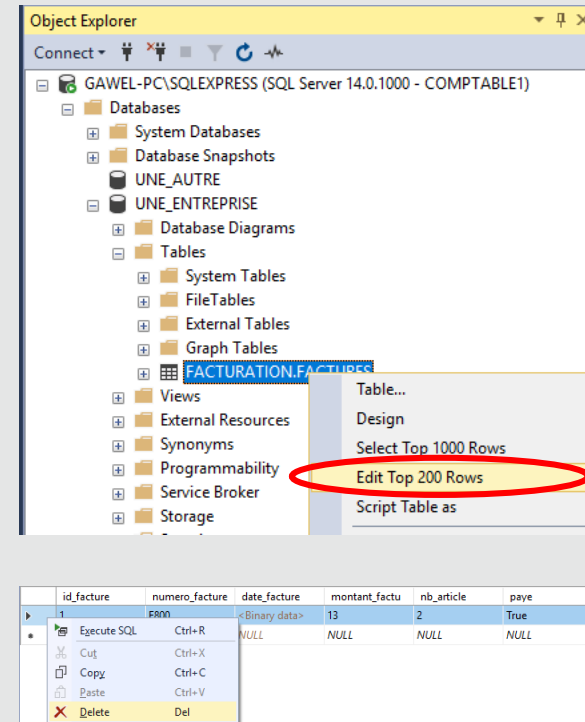 Object Explorer
Connect
GAWEL-PC\SQLEXPRESS (SQL Server 14.0.1000 - COMPTABLE1)
Databases
System Databases
Database Snapshots
UNE_AUTRE
UNE_ENTREPRISE
Database Diagrams
Tables
System Tables
FileTables
External Tables
Graph Tables
FACTURATION.FACTURES
Views
External Resources
Synonyms
Programmability
Service Broker
Storage
Table...
Design
Select Top 1000 Rows
Edit Top 200 Rows
Script Table as
id_facture numero_facture date_facture montant_factu nb_article paye
1 F800 <Binary data> 13 2 True
NULL NULL NULL NULL
Execute SQL Ctrl+R
Cut Ctrl+X
Copy Ctrl+C
Paste Ctrl+V
Delete Del